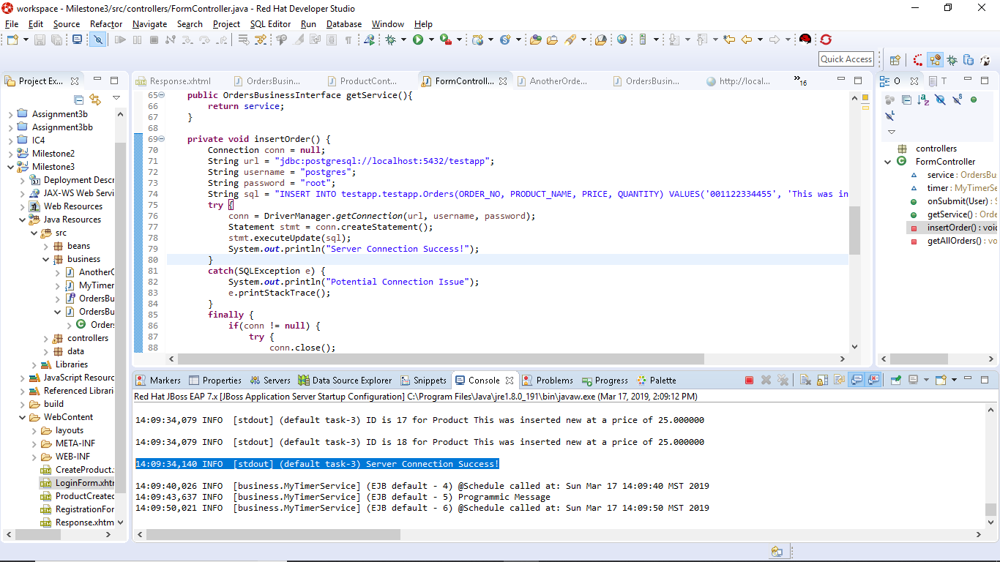 workspace - Milestone3/src/controllers/FormController.java - Red Hat Developer Studio
File Edit Source Refactor Navigate Search Project SQL Editor Run Database Window Help
Quick Access
Project Ex...
Response.xhtml OrdersBusin... ProductCont... FormControll... AnotherOrde... OrdersBusin... http://local... »16
O T
Assignment3b
Assignment3bb
IC4
Milestone2
Milestone3
Deployment Descr
JAX-WS Web Servi
Web Resources
Java Resources
src
beans
business
AnotherO
MyTimer
OrdersBu
OrdersBu
Orders
controllers
data
Libraries
JavaScript Resourc
Referenced Librari
build
WebContent
layouts
META-INF
WEB-INF
CreateProduct.
LoginForm.xhtm
ProductCreated
RegistrationFor
Response.xhtm
65 public OrdersBusinessInterface getService(){
66 return service;
67 }
68
69 private void insertOrder() {
70 Connection conn = null;
71 String url = "jdbc:postgresql://localhost:5432/testapp";
72 String username = "postgres";
73 String password = "root";
74 String sql = "INSERT INTO testapp.testapp.Orders(ORDER_NO, PRODUCT_NAME, PRICE, QUANTITY) VALUES('001122334455', 'This was in
75 try {
76 conn = DriverManager.getConnection(url, username, password);
77 Statement stmt = conn.createStatement();
78 stmt.executeUpdate(sql);
79 System.out.println("Server Connection Success!");
80 }
81 catch(SQLException e) {
82 System.out.println("Potential Connection Issue");
83 e.printStackTrace();
84 }
85 finally {
86 if(conn != null) {
87 try {
88 conn.close();
controllers
FormController
service : OrdersBu
timer : MyTimerSe
onSubmit(User) : S
getService() : Orde
insertOrder() : void
getAllOrders() : vo
Markers Properties Servers Data Source Explorer Snippets Console Problems Progress Palette
Red Hat JBoss EAP 7.x [JBoss Application Server Startup Configuration] C:\Program Files\Java\jre1.8.0_191\bin\javaw.exe (Mar 17, 2019, 2:09:12 PM)
14:09:34,079 INFO [stdout] (default task-3) ID is 17 for Product This was inserted new at a price of 25.000000
14:09:34,079 INFO [stdout] (default task-3) ID is 18 for Product This was inserted new at a price of 25.000000
14:09:34,140 INFO [stdout] (default task-3) Server Connection Success!
14:09:40,026 INFO [business.MyTimerService] (EJB default - 4) @Schedule called at: Sun Mar 17 14:09:40 MST 2019
14:09:43,637 INFO [business.MyTimerService] (EJB default - 5) Programmic Message
14:09:50,021 INFO [business.MyTimerService] (EJB default - 6) @Schedule called at: Sun Mar 17 14:09:50 MST 2019